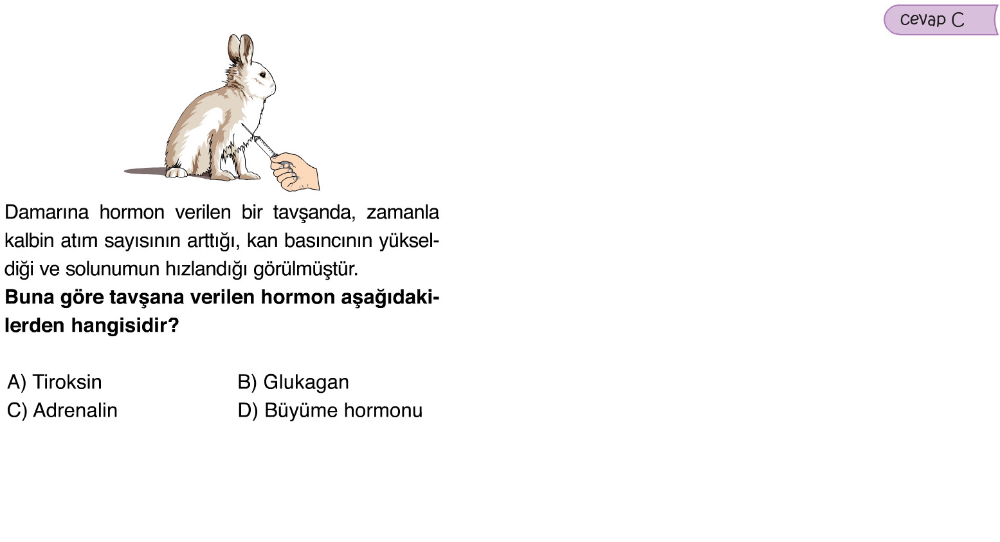 cevap C
Damarına hormon verilen bir tavşanda, zamanla
kalbin atım sayısının arttığı, kan basıncının yüksel-
diği ve solunumun hızlandığı görülmüştür.
Buna göre tavşana verilen hormon aşağıdaki-
lerden hangisidir?
A) Tiroksin B) Glukagan
C) Adrenalin D) Büyüme hormonu